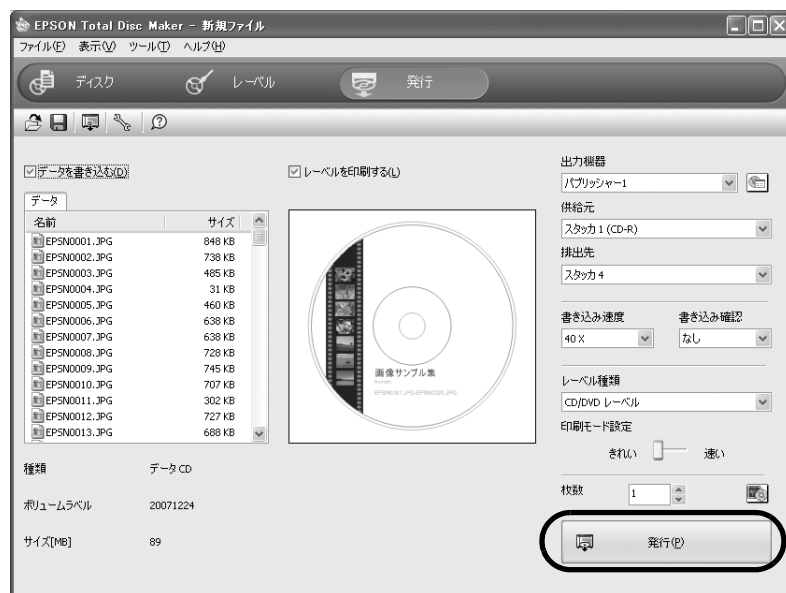 EPSON Total Disc Maker - 新規ファイル
ファイル(F) 表示(V) ツール(T) ヘルプ(H)
ディスク レーベル 発行
データを書き込む(D)
データ
名前 サイズ
EPSN0001.JPG 848 KB
EPSN0002.JPG 738 KB
EPSN0003.JPG 485 KB
EPSN0004.JPG 31 KB
EPSN0005.JPG 460 KB
EPSN0006.JPG 638 KB
EPSN0007.JPG 638 KB
EPSN0008.JPG 728 KB
EPSN0009.JPG 745 KB
EPSN0010.JPG 707 KB
EPSN0011.JPG 302 KB
EPSN0012.JPG 727 KB
EPSN0013.JPG 688 KB
種類 データ CD
ボリュームラベル 20071224
サイズ[MB] 89
レーベルを印刷する(L)
画像サンプル集
EPSN0001.JPG-EPSN0020.JPG
出力機器
パブリッシャー1
供給元
スタッカ 1 (CD-R)
排出先
スタッカ 4
書き込み速度 書き込み確認
40 X なし
レーベル種類
CD/DVD レーベル
印刷モード設定
きれい 速い
枚数 1
発行(P)